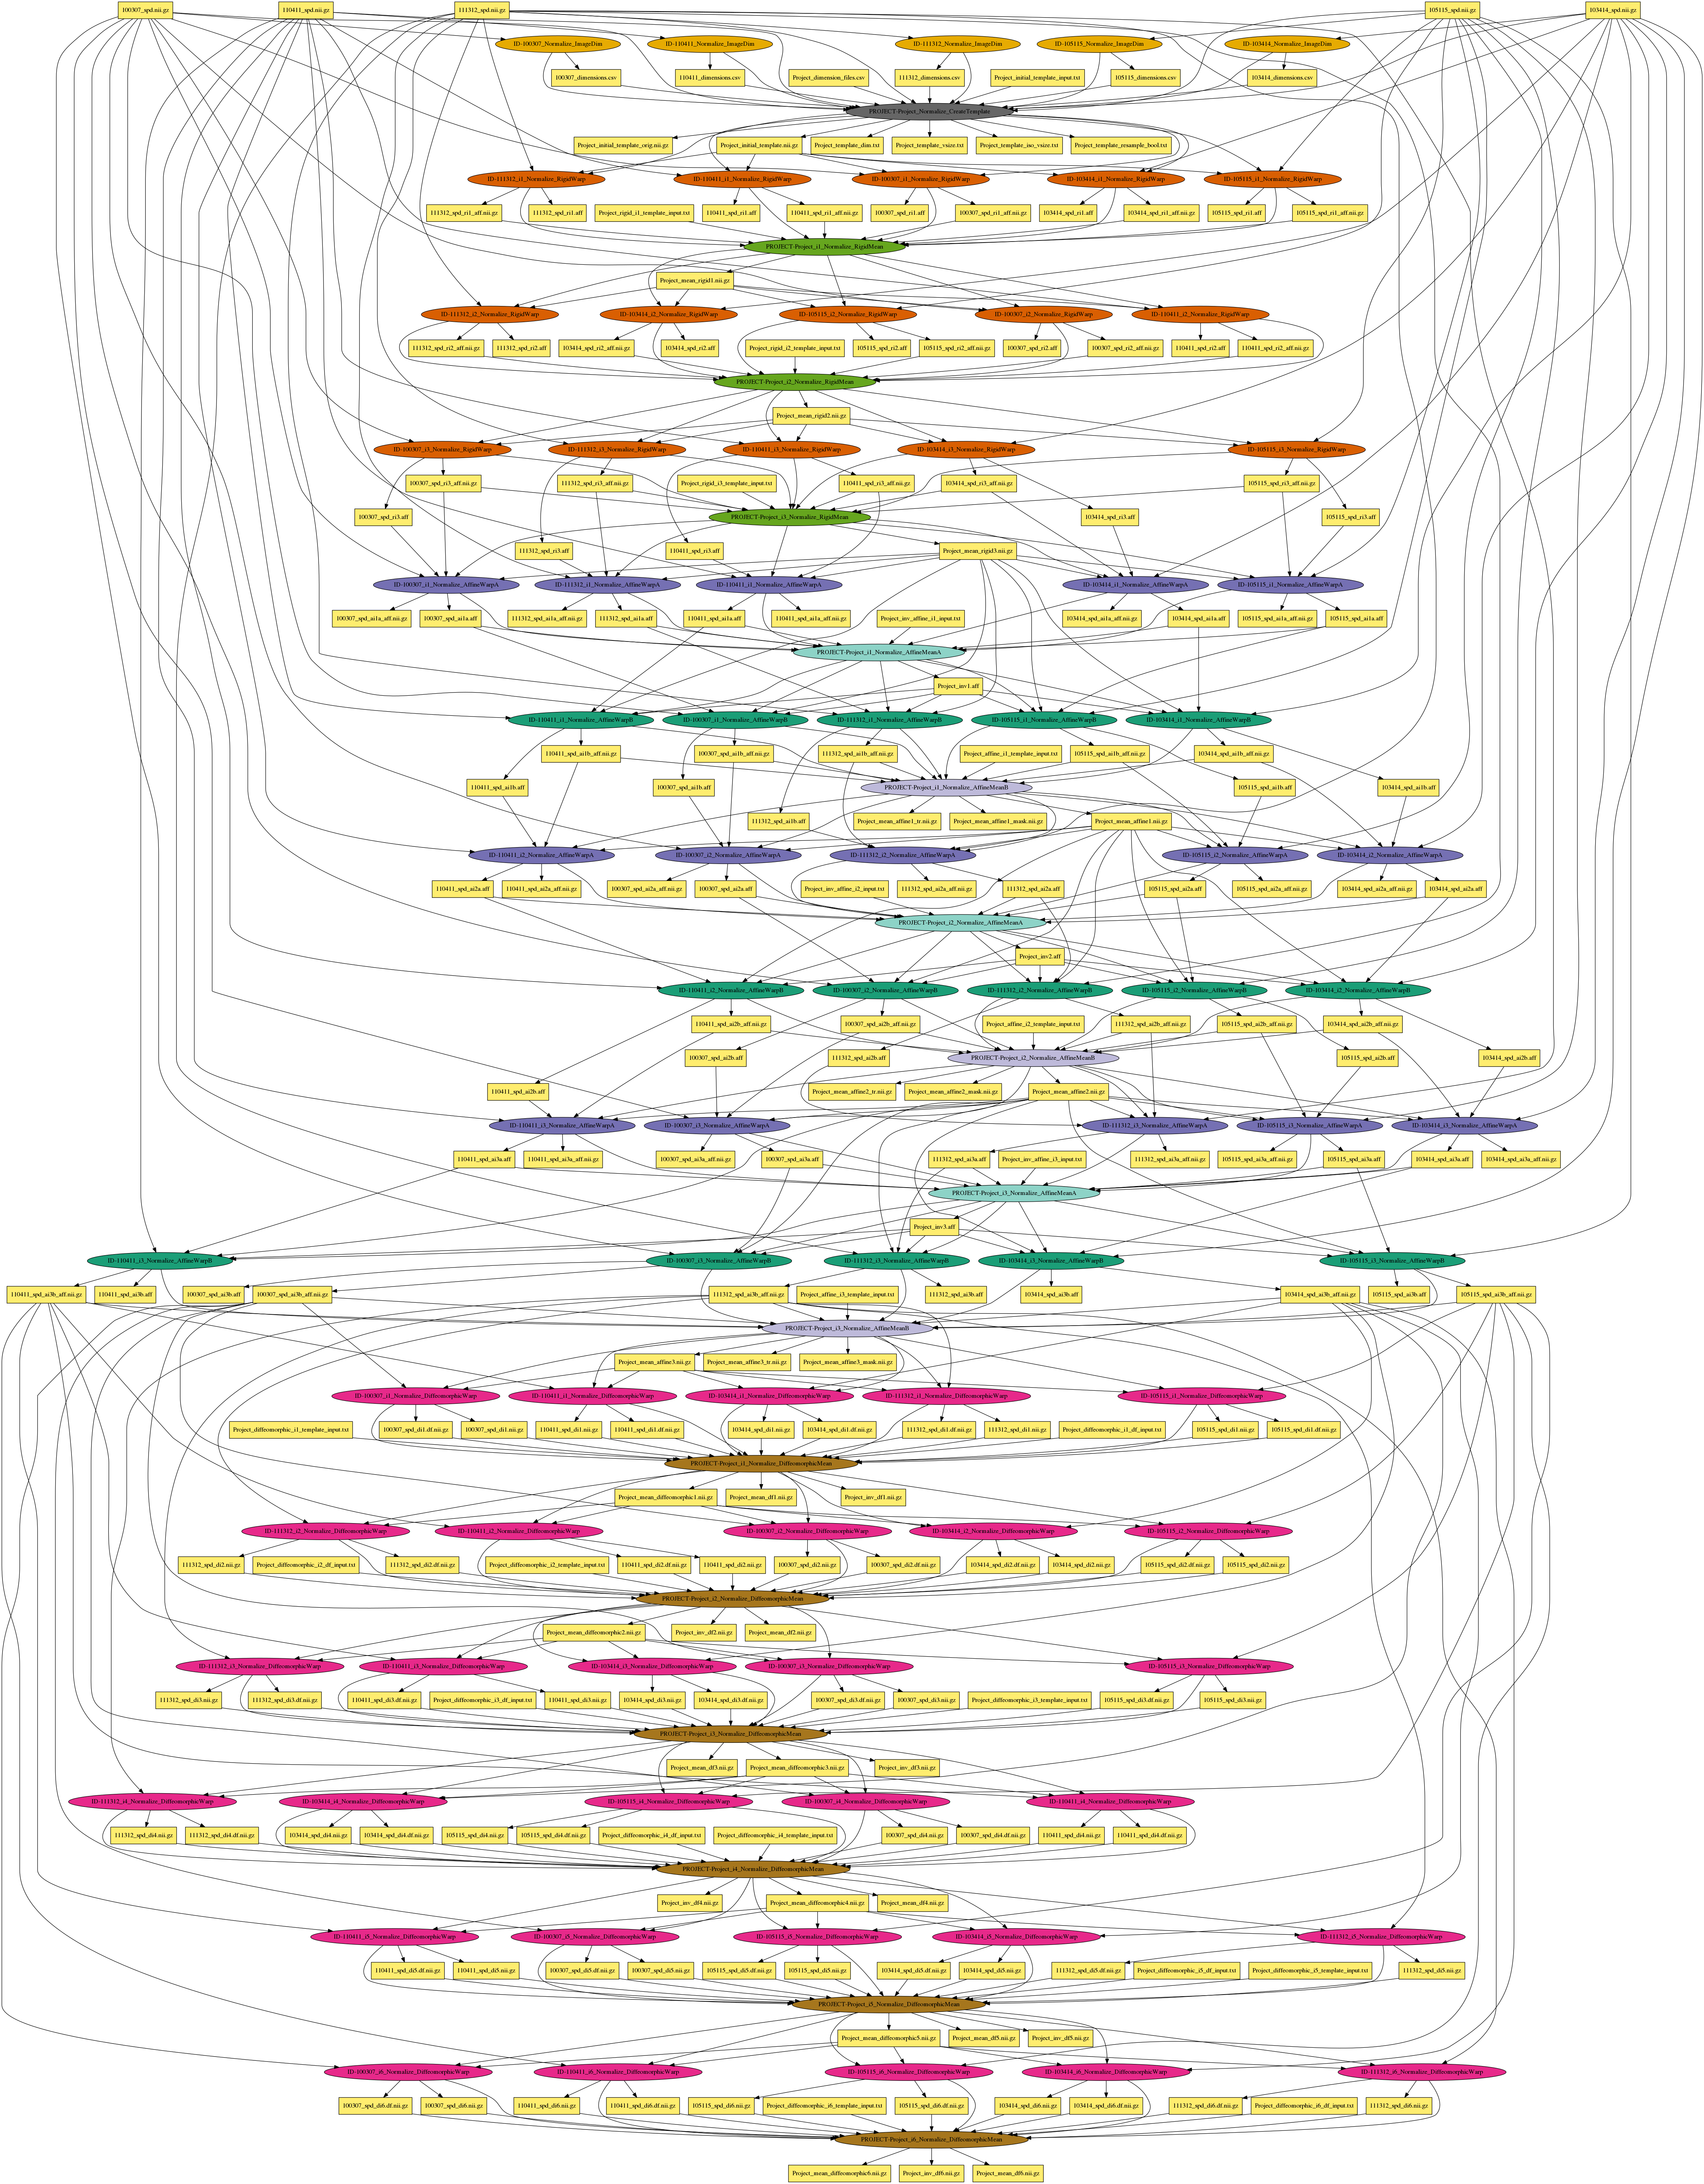 100307_spd.nii.gz
110411_spd.nii.gz
111312_spd.nii.gz
105115_spd.nii.gz
103414_spd.nii.gz
ID-100307_Normalize_ImageDim
ID-110411_Normalize_ImageDim
ID-111312_Normalize_ImageDim
ID-105115_Normalize_ImageDim
ID-103414_Normalize_ImageDim
100307_dimensions.csv
110411_dimensions.csv
Project_dimension_files.csv
111312_dimensions.csv
Project_initial_template_input.txt
105115_dimensions.csv
103414_dimensions.csv
PROJECT-Project_Normalize_CreateTemplate
Project_initial_template_orig.nii.gz
Project_initial_template.nii.gz
Project_template_dim.txt
Project_template_vsize.txt
Project_template_iso_vsize.txt
Project_template_resample_bool.txt
ID-111312_i1_Normalize_RigidWarp
ID-110411_i1_Normalize_RigidWarp
ID-100307_i1_Normalize_RigidWarp
ID-103414_i1_Normalize_RigidWarp
ID-105115_i1_Normalize_RigidWarp
111312_spd_ri1_aff.nii.gz
111312_spd_ri1.aff
Project_rigid_i1_template_input.txt
110411_spd_ri1.aff
110411_spd_ri1_aff.nii.gz
100307_spd_ri1.aff
100307_spd_ri1_aff.nii.gz
103414_spd_ri1.aff
103414_spd_ri1_aff.nii.gz
105115_spd_ri1.aff
105115_spd_ri1_aff.nii.gz
PROJECT-Project_i1_Normalize_RigidMean
Project_mean_rigid1.nii.gz
ID-111312_i2_Normalize_RigidWarp
ID-103414_i2_Normalize_RigidWarp
ID-105115_i2_Normalize_RigidWarp
ID-100307_i2_Normalize_RigidWarp
ID-110411_i2_Normalize_RigidWarp
111312_spd_ri2_aff.nii.gz
111312_spd_ri2.aff
103414_spd_ri2_aff.nii.gz
103414_spd_ri2.aff
Project_rigid_i2_template_input.txt
105115_spd_ri2.aff
105115_spd_ri2_aff.nii.gz
100307_spd_ri2.aff
100307_spd_ri2_aff.nii.gz
110411_spd_ri2.aff
110411_spd_ri2_aff.nii.gz
PROJECT-Project_i2_Normalize_RigidMean
Project_mean_rigid2.nii.gz
ID-100307_i3_Normalize_RigidWarp
ID-111312_i3_Normalize_RigidWarp
ID-110411_i3_Normalize_RigidWarp
ID-103414_i3_Normalize_RigidWarp
ID-105115_i3_Normalize_RigidWarp
100307_spd_ri3_aff.nii.gz
111312_spd_ri3_aff.nii.gz
Project_rigid_i3_template_input.txt
110411_spd_ri3_aff.nii.gz
103414_spd_ri3_aff.nii.gz
105115_spd_ri3_aff.nii.gz
100307_spd_ri3.aff
PROJECT-Project_i3_Normalize_RigidMean
103414_spd_ri3.aff
105115_spd_ri3.aff
111312_spd_ri3.aff
110411_spd_ri3.aff
Project_mean_rigid3.nii.gz
ID-100307_i1_Normalize_AffineWarpA
ID-111312_i1_Normalize_AffineWarpA
ID-110411_i1_Normalize_AffineWarpA
ID-103414_i1_Normalize_AffineWarpA
ID-105115_i1_Normalize_AffineWarpA
100307_spd_ai1a_aff.nii.gz
100307_spd_ai1a.aff
111312_spd_ai1a_aff.nii.gz
111312_spd_ai1a.aff
110411_spd_ai1a.aff
110411_spd_ai1a_aff.nii.gz
Project_inv_affine_i1_input.txt
103414_spd_ai1a_aff.nii.gz
103414_spd_ai1a.aff
105115_spd_ai1a_aff.nii.gz
105115_spd_ai1a.aff
PROJECT-Project_i1_Normalize_AffineMeanA
Project_inv1.aff
ID-110411_i1_Normalize_AffineWarpB
ID-100307_i1_Normalize_AffineWarpB
ID-111312_i1_Normalize_AffineWarpB
ID-105115_i1_Normalize_AffineWarpB
ID-103414_i1_Normalize_AffineWarpB
110411_spd_ai1b_aff.nii.gz
100307_spd_ai1b_aff.nii.gz
111312_spd_ai1b_aff.nii.gz
Project_affine_i1_template_input.txt
105115_spd_ai1b_aff.nii.gz
103414_spd_ai1b_aff.nii.gz
110411_spd_ai1b.aff
100307_spd_ai1b.aff
PROJECT-Project_i1_Normalize_AffineMeanB
105115_spd_ai1b.aff
103414_spd_ai1b.aff
111312_spd_ai1b.aff
Project_mean_affine1_tr.nii.gz
Project_mean_affine1_mask.nii.gz
Project_mean_affine1.nii.gz
ID-110411_i2_Normalize_AffineWarpA
ID-100307_i2_Normalize_AffineWarpA
ID-111312_i2_Normalize_AffineWarpA
ID-105115_i2_Normalize_AffineWarpA
ID-103414_i2_Normalize_AffineWarpA
110411_spd_ai2a.aff
110411_spd_ai2a_aff.nii.gz
100307_spd_ai2a_aff.nii.gz
100307_spd_ai2a.aff
Project_inv_affine_i2_input.txt
111312_spd_ai2a_aff.nii.gz
111312_spd_ai2a.aff
105115_spd_ai2a.aff
105115_spd_ai2a_aff.nii.gz
103414_spd_ai2a_aff.nii.gz
103414_spd_ai2a.aff
PROJECT-Project_i2_Normalize_AffineMeanA
Project_inv2.aff
ID-110411_i2_Normalize_AffineWarpB
ID-100307_i2_Normalize_AffineWarpB
ID-111312_i2_Normalize_AffineWarpB
ID-105115_i2_Normalize_AffineWarpB
ID-103414_i2_Normalize_AffineWarpB
110411_spd_ai2b_aff.nii.gz
100307_spd_ai2b_aff.nii.gz
Project_affine_i2_template_input.txt
111312_spd_ai2b_aff.nii.gz
105115_spd_ai2b_aff.nii.gz
103414_spd_ai2b_aff.nii.gz
100307_spd_ai2b.aff
111312_spd_ai2b.aff
PROJECT-Project_i2_Normalize_AffineMeanB
105115_spd_ai2b.aff
103414_spd_ai2b.aff
110411_spd_ai2b.aff
Project_mean_affine2_tr.nii.gz
Project_mean_affine2_mask.nii.gz
Project_mean_affine2.nii.gz
ID-110411_i3_Normalize_AffineWarpA
ID-100307_i3_Normalize_AffineWarpA
ID-111312_i3_Normalize_AffineWarpA
ID-105115_i3_Normalize_AffineWarpA
ID-103414_i3_Normalize_AffineWarpA
110411_spd_ai3a.aff
110411_spd_ai3a_aff.nii.gz
100307_spd_ai3a_aff.nii.gz
100307_spd_ai3a.aff
111312_spd_ai3a.aff
Project_inv_affine_i3_input.txt
111312_spd_ai3a_aff.nii.gz
105115_spd_ai3a_aff.nii.gz
105115_spd_ai3a.aff
103414_spd_ai3a.aff
103414_spd_ai3a_aff.nii.gz
PROJECT-Project_i3_Normalize_AffineMeanA
Project_inv3.aff
ID-110411_i3_Normalize_AffineWarpB
ID-100307_i3_Normalize_AffineWarpB
ID-111312_i3_Normalize_AffineWarpB
ID-103414_i3_Normalize_AffineWarpB
ID-105115_i3_Normalize_AffineWarpB
110411_spd_ai3b_aff.nii.gz
110411_spd_ai3b.aff
100307_spd_ai3b.aff
100307_spd_ai3b_aff.nii.gz
111312_spd_ai3b_aff.nii.gz
Project_affine_i3_template_input.txt
111312_spd_ai3b.aff
103414_spd_ai3b.aff
103414_spd_ai3b_aff.nii.gz
105115_spd_ai3b.aff
105115_spd_ai3b_aff.nii.gz
PROJECT-Project_i3_Normalize_AffineMeanB
Project_mean_affine3.nii.gz
Project_mean_affine3_tr.nii.gz
Project_mean_affine3_mask.nii.gz
ID-100307_i1_Normalize_DiffeomorphicWarp
ID-110411_i1_Normalize_DiffeomorphicWarp
ID-103414_i1_Normalize_DiffeomorphicWarp
ID-111312_i1_Normalize_DiffeomorphicWarp
ID-105115_i1_Normalize_DiffeomorphicWarp
Project_diffeomorphic_i1_template_input.txt
100307_spd_di1.df.nii.gz
100307_spd_di1.nii.gz
110411_spd_di1.nii.gz
110411_spd_di1.df.nii.gz
103414_spd_di1.nii.gz
103414_spd_di1.df.nii.gz
111312_spd_di1.df.nii.gz
111312_spd_di1.nii.gz
Project_diffeomorphic_i1_df_input.txt
105115_spd_di1.nii.gz
105115_spd_di1.df.nii.gz
PROJECT-Project_i1_Normalize_DiffeomorphicMean
Project_mean_diffeomorphic1.nii.gz
Project_mean_df1.nii.gz
Project_inv_df1.nii.gz
ID-111312_i2_Normalize_DiffeomorphicWarp
ID-110411_i2_Normalize_DiffeomorphicWarp
ID-100307_i2_Normalize_DiffeomorphicWarp
ID-103414_i2_Normalize_DiffeomorphicWarp
ID-105115_i2_Normalize_DiffeomorphicWarp
111312_spd_di2.nii.gz
Project_diffeomorphic_i2_df_input.txt
111312_spd_di2.df.nii.gz
Project_diffeomorphic_i2_template_input.txt
110411_spd_di2.df.nii.gz
110411_spd_di2.nii.gz
100307_spd_di2.nii.gz
100307_spd_di2.df.nii.gz
103414_spd_di2.df.nii.gz
103414_spd_di2.nii.gz
105115_spd_di2.df.nii.gz
105115_spd_di2.nii.gz
PROJECT-Project_i2_Normalize_DiffeomorphicMean
Project_mean_diffeomorphic2.nii.gz
Project_inv_df2.nii.gz
Project_mean_df2.nii.gz
ID-111312_i3_Normalize_DiffeomorphicWarp
ID-110411_i3_Normalize_DiffeomorphicWarp
ID-103414_i3_Normalize_DiffeomorphicWarp
ID-100307_i3_Normalize_DiffeomorphicWarp
ID-105115_i3_Normalize_DiffeomorphicWarp
111312_spd_di3.nii.gz
111312_spd_di3.df.nii.gz
110411_spd_di3.df.nii.gz
Project_diffeomorphic_i3_df_input.txt
110411_spd_di3.nii.gz
103414_spd_di3.nii.gz
103414_spd_di3.df.nii.gz
100307_spd_di3.df.nii.gz
100307_spd_di3.nii.gz
Project_diffeomorphic_i3_template_input.txt
105115_spd_di3.df.nii.gz
105115_spd_di3.nii.gz
PROJECT-Project_i3_Normalize_DiffeomorphicMean
Project_mean_df3.nii.gz
Project_mean_diffeomorphic3.nii.gz
Project_inv_df3.nii.gz
ID-111312_i4_Normalize_DiffeomorphicWarp
ID-103414_i4_Normalize_DiffeomorphicWarp
ID-105115_i4_Normalize_DiffeomorphicWarp
ID-100307_i4_Normalize_DiffeomorphicWarp
ID-110411_i4_Normalize_DiffeomorphicWarp
111312_spd_di4.nii.gz
111312_spd_di4.df.nii.gz
103414_spd_di4.nii.gz
103414_spd_di4.df.nii.gz
105115_spd_di4.nii.gz
105115_spd_di4.df.nii.gz
Project_diffeomorphic_i4_df_input.txt
Project_diffeomorphic_i4_template_input.txt
100307_spd_di4.nii.gz
100307_spd_di4.df.nii.gz
110411_spd_di4.nii.gz
110411_spd_di4.df.nii.gz
PROJECT-Project_i4_Normalize_DiffeomorphicMean
Project_inv_df4.nii.gz
Project_mean_diffeomorphic4.nii.gz
Project_mean_df4.nii.gz
ID-110411_i5_Normalize_DiffeomorphicWarp
ID-100307_i5_Normalize_DiffeomorphicWarp
ID-105115_i5_Normalize_DiffeomorphicWarp
ID-103414_i5_Normalize_DiffeomorphicWarp
ID-111312_i5_Normalize_DiffeomorphicWarp
110411_spd_di5.df.nii.gz
110411_spd_di5.nii.gz
100307_spd_di5.df.nii.gz
100307_spd_di5.nii.gz
105115_spd_di5.df.nii.gz
105115_spd_di5.nii.gz
103414_spd_di5.df.nii.gz
103414_spd_di5.nii.gz
111312_spd_di5.df.nii.gz
Project_diffeomorphic_i5_df_input.txt
Project_diffeomorphic_i5_template_input.txt
111312_spd_di5.nii.gz
PROJECT-Project_i5_Normalize_DiffeomorphicMean
Project_mean_diffeomorphic5.nii.gz
Project_mean_df5.nii.gz
Project_inv_df5.nii.gz
ID-100307_i6_Normalize_DiffeomorphicWarp
ID-110411_i6_Normalize_DiffeomorphicWarp
ID-105115_i6_Normalize_DiffeomorphicWarp
ID-103414_i6_Normalize_DiffeomorphicWarp
ID-111312_i6_Normalize_DiffeomorphicWarp
100307_spd_di6.df.nii.gz
100307_spd_di6.nii.gz
110411_spd_di6.nii.gz
110411_spd_di6.df.nii.gz
105115_spd_di6.nii.gz
Project_diffeomorphic_i6_template_input.txt
105115_spd_di6.df.nii.gz
103414_spd_di6.nii.gz
103414_spd_di6.df.nii.gz
111312_spd_di6.df.nii.gz
Project_diffeomorphic_i6_df_input.txt
111312_spd_di6.nii.gz
PROJECT-Project_i6_Normalize_DiffeomorphicMean
Project_mean_diffeomorphic6.nii.gz
Project_inv_df6.nii.gz
Project_mean_df6.nii.gz